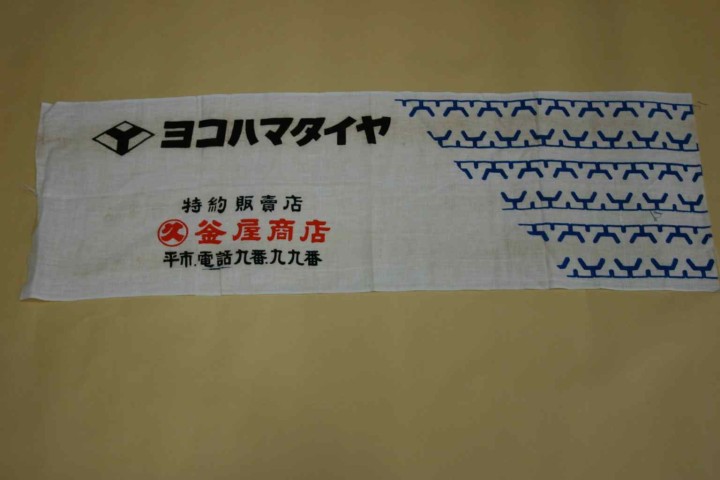 ヨコハマタイヤ
特約販賣店
久 釜屋商店
平市.電話九番.九九番